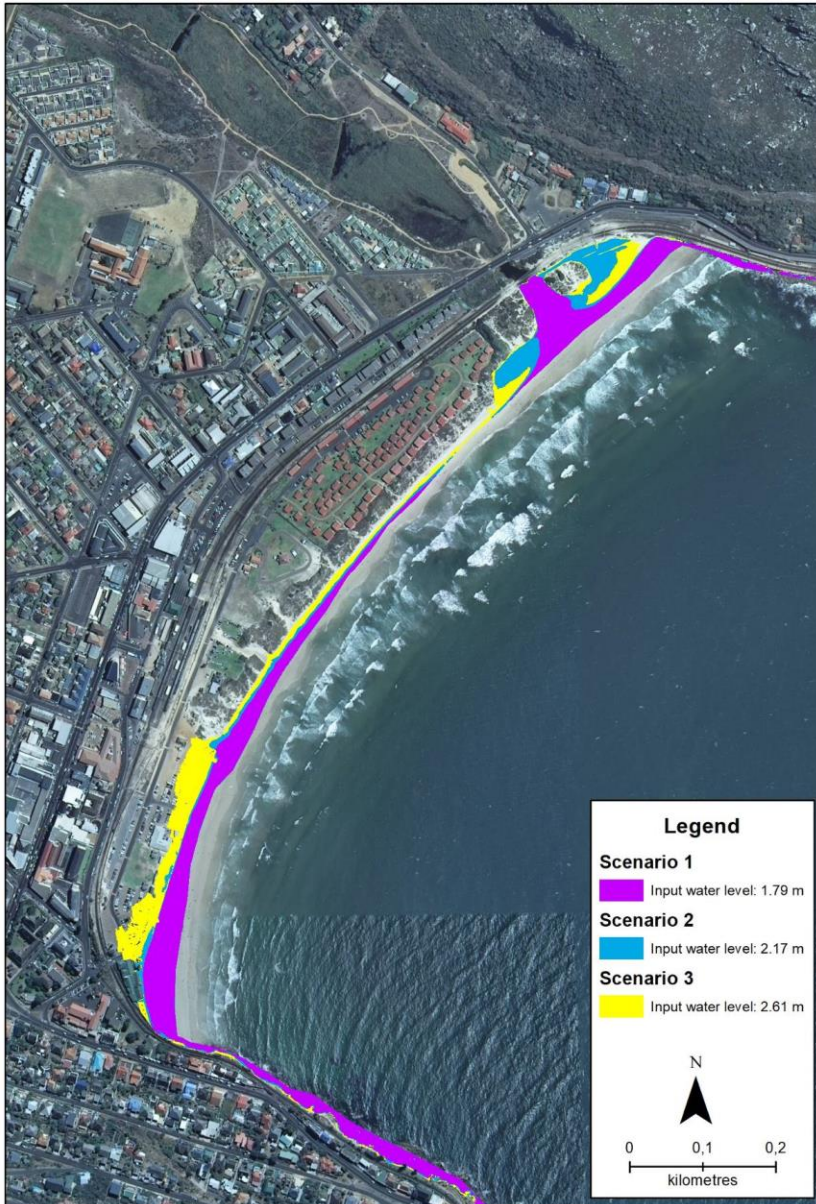 Legend
Scenario 1
Input water level: 1.79 m
Scenario 2
Input water level: 2.17 m
Scenario 3
Input water level: 2.61 m
N
0 0,1 0,2
kilometres